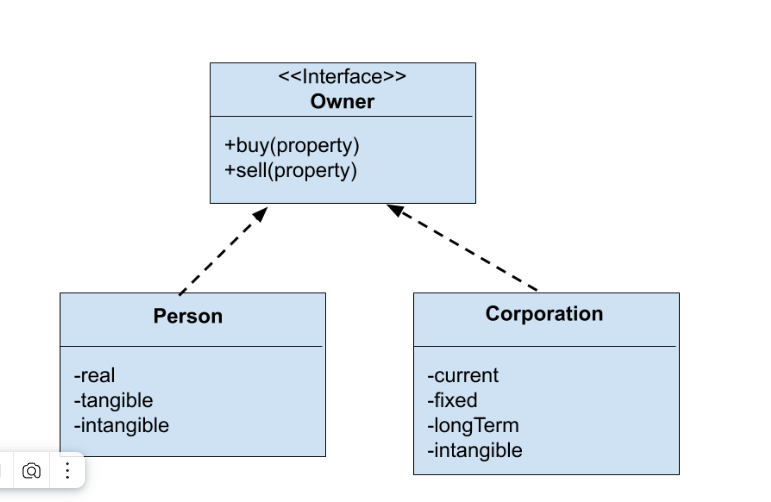 <<Interface>>
Owner
+buy(property)
+sell(property)
Person
-real
-tangible
-intangible
Corporation
-current
-fixed
-longTerm
-intangible